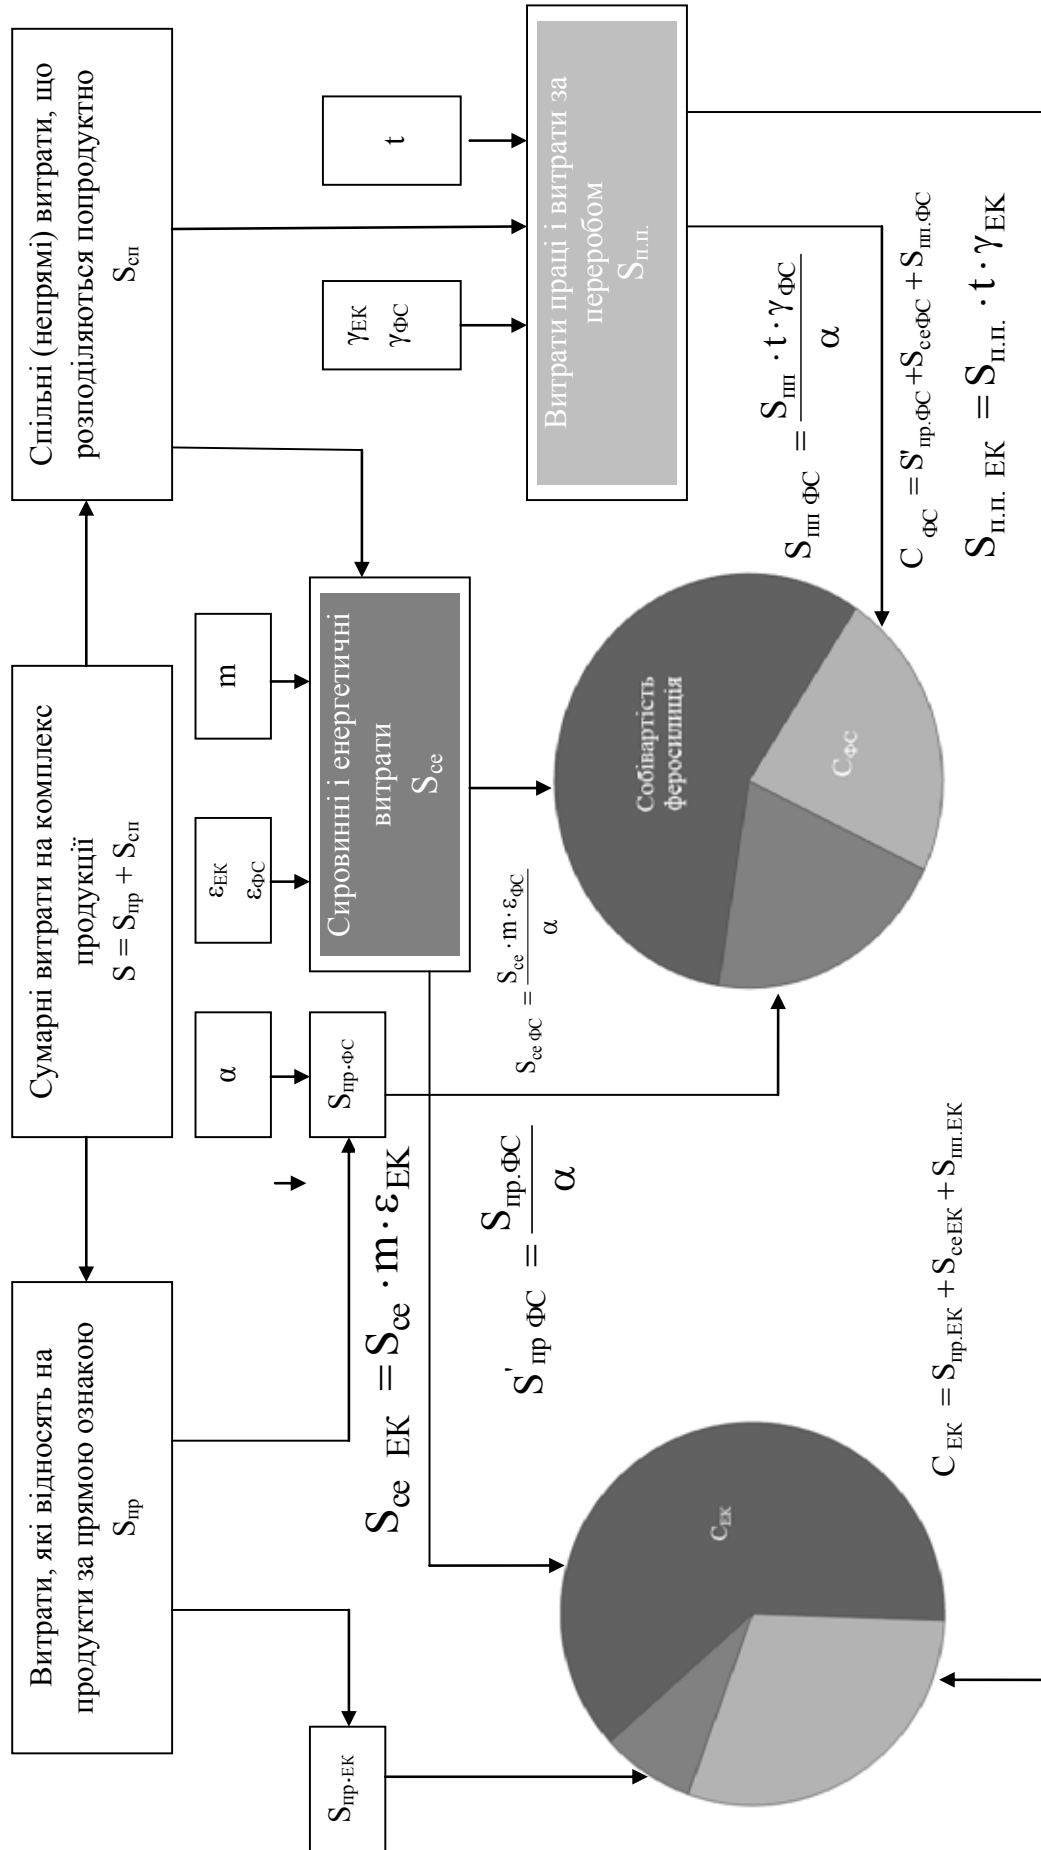 Сумарні витрати на комплекс
продукції
S = Sпр + Sсп
Витрати, які відносять на
продукти за прямою ознакою
Sпр
Спільні (непрямі) витрати, що
розподіляються попродуктно
Sсп
α
εЕК
εФС
m
γЕК
γФС
t
Sпр·ЕК
Sпр·ФС
Сировинні і енергетичні
витрати
Sсе
Витрати праці і витрати за
переробом
Sп.п.
Sсе ЕК = Sсе · m · εЕК
Sсе ФС = Sсе · m · εФС / α
S'пр ФС = Sпр.ФС / α
Sпп ФС = Sпп · t · γФС / α
СЕК
Собівартість
феросиліція
СФС
СФС = S'пр.ФС + SсеФС + Sпп.ФС
Sп.п. ЕК = Sп.п. · t · γЕК
СЕК = Sпр.ЕК + SсеЕК + Sпп.ЕК